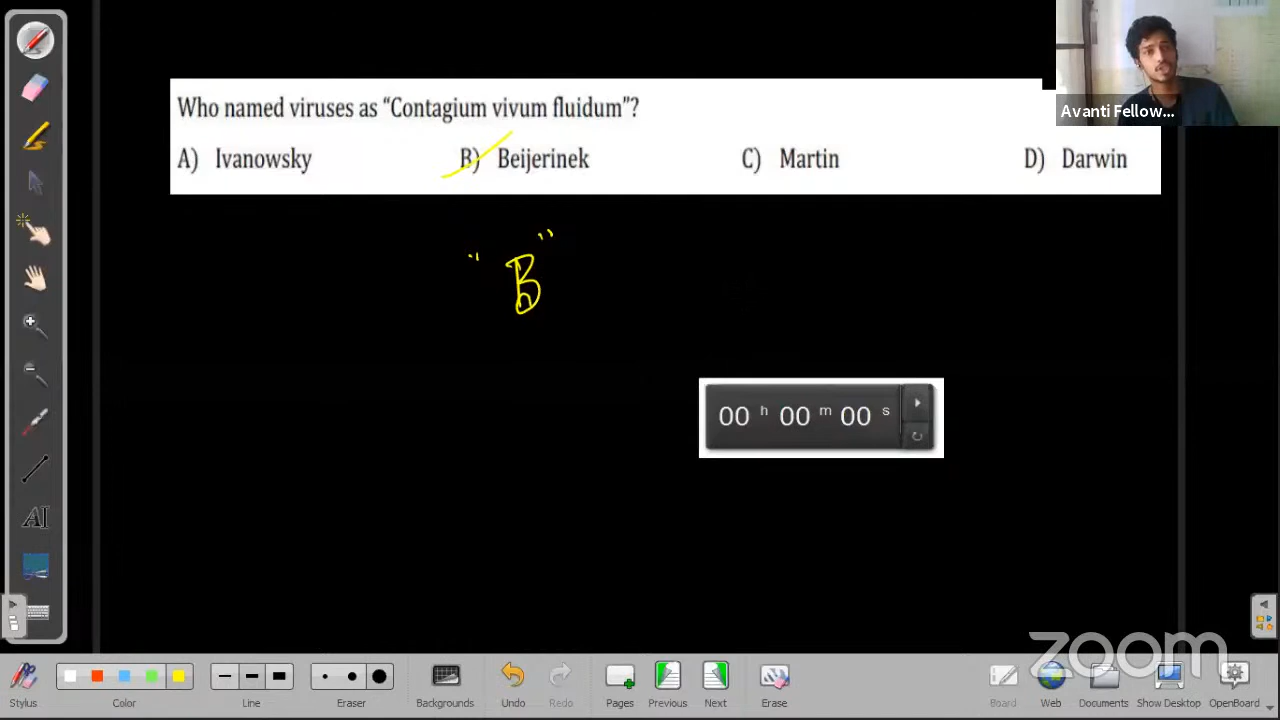 Avanti Fellow...
Who named viruses as “Contagium vivum fluidum”?
A) Ivanowsky B) Beijerinek C) Martin D) Darwin
" B "
00 h 00 m 00 s
AI
zoom
Stylus Color Line Eraser Backgrounds Undo Redo Pages Previous Next Erase Board Web Documents Show Desktop OpenBoard